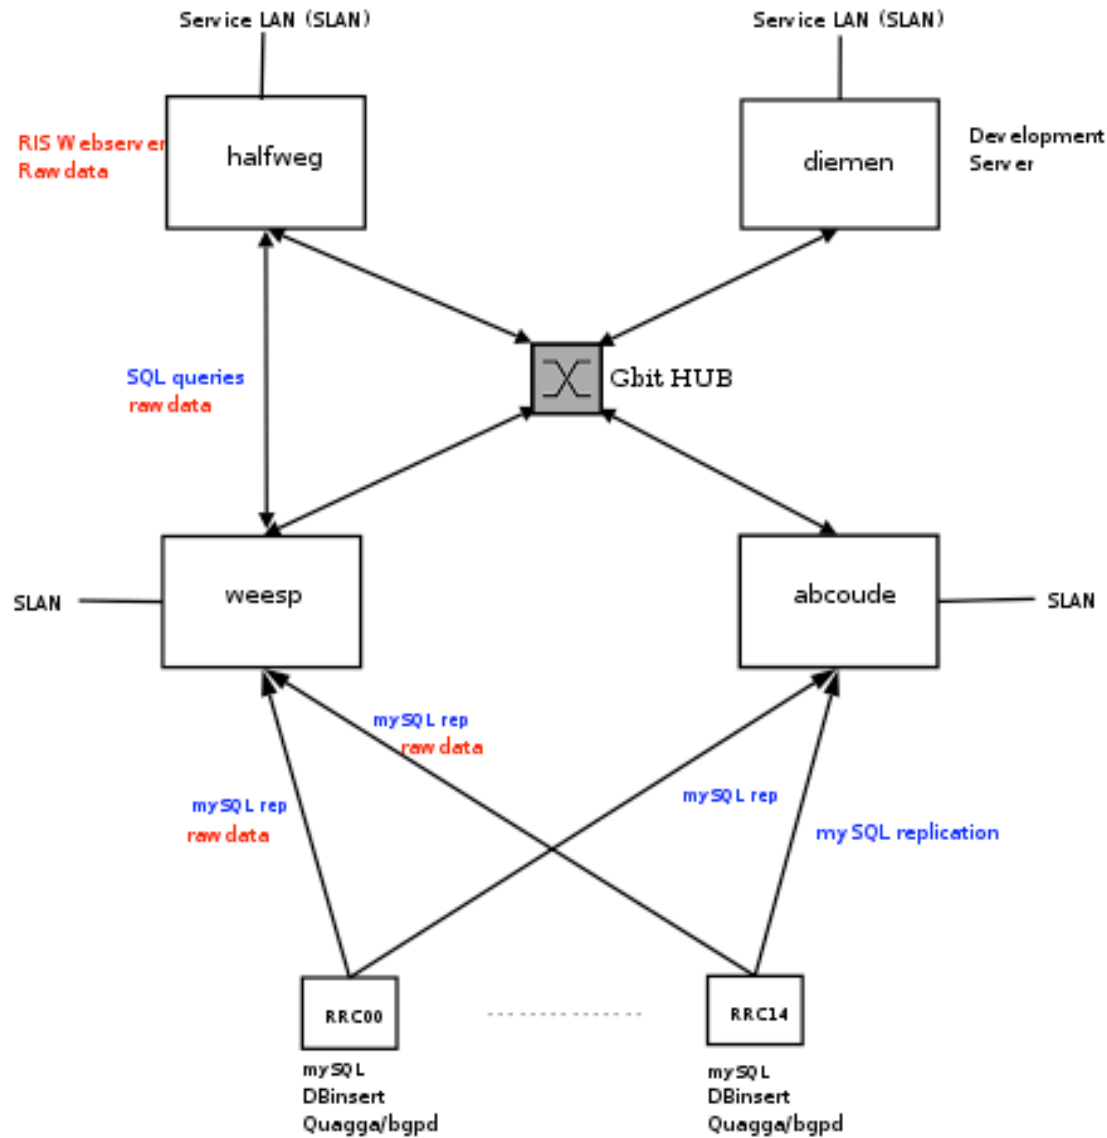 Service LAN (SLAN)
Service LAN (SLAN)
RIS Webserver
Raw data
halfweg
diemen
Development
Server
SQL queries
raw data
Gbit HUB
SLAN
weesp
abcoude
SLAN
mySQL rep
raw data
mySQL rep
raw data
mySQL rep
mySQL replication
RRC00
RRC14
mySQL
DBinsert
Quagga/bgpd
mySQL
DBinsert
Quagga/bgpd